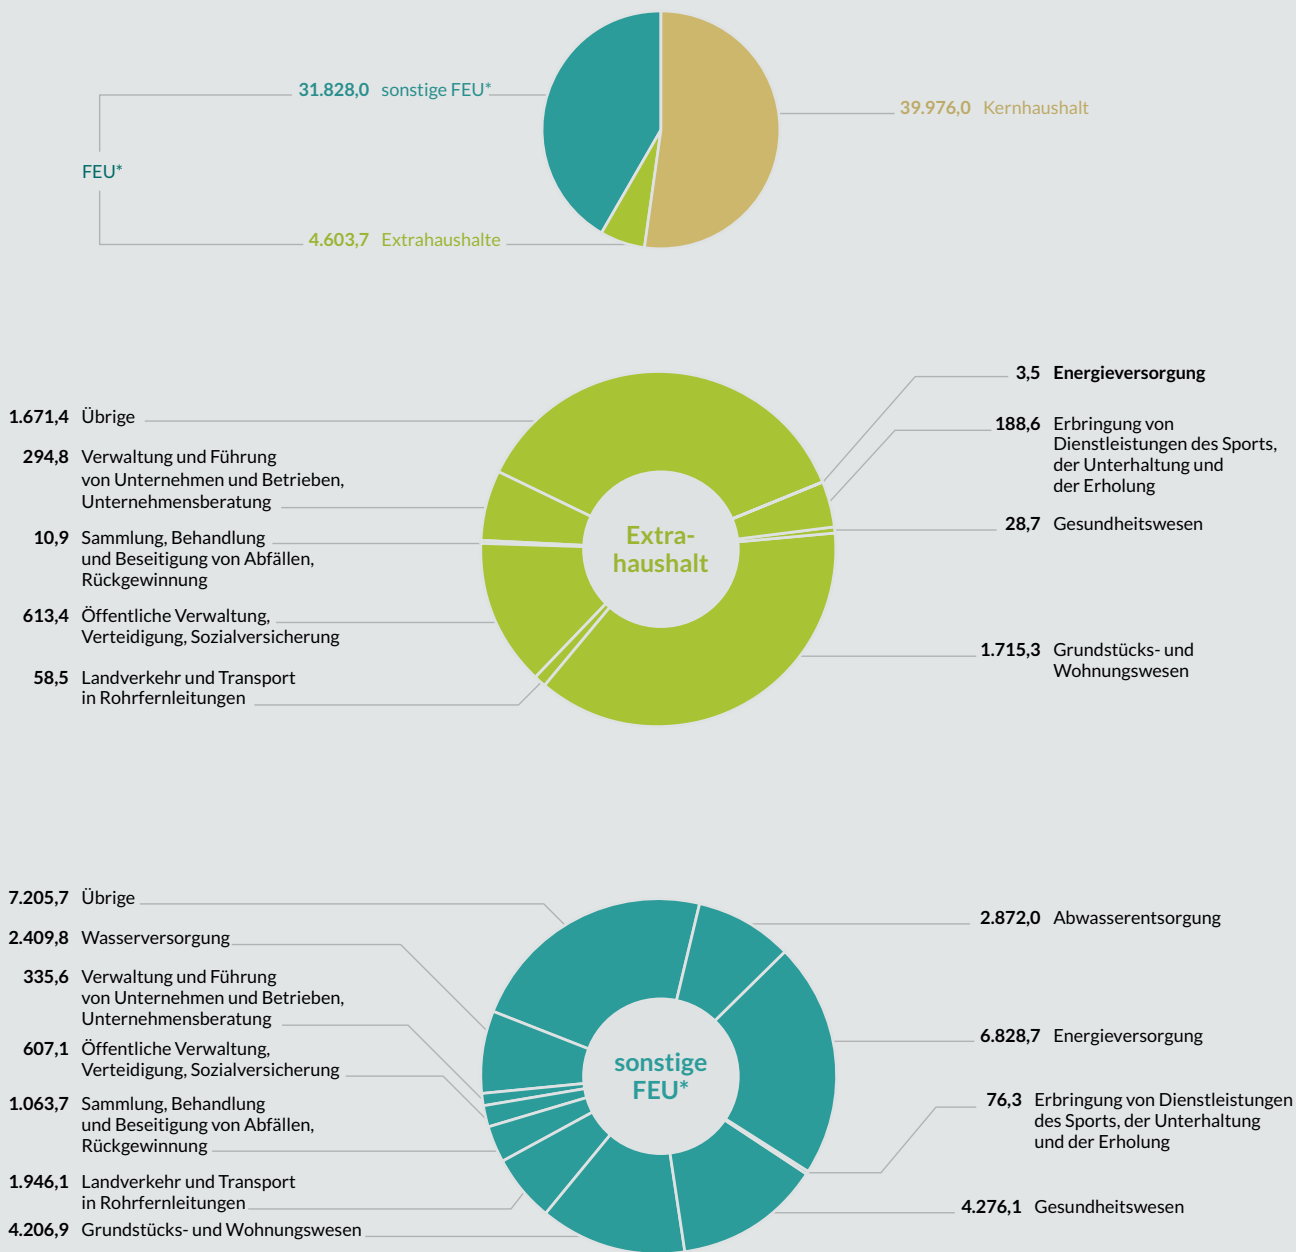 31.828,0 sonstige FEU*
39.976,0 Kernhaushalt
FEU*
4.603,7 Extrahaushalte
3,5 Energieversorgung
1.671,4 Übrige
188,6 Erbringung von
Dienstleistungen des Sports,
der Unterhaltung und
der Erholung
294,8 Verwaltung und Führung
von Unternehmen und Betrieben,
Unternehmensberatung
28,7 Gesundheitswesen
10,9 Sammlung, Behandlung
und Beseitigung von Abfällen,
Rückgewinnung
Extra-
haushalt
613,4 Öffentliche Verwaltung,
Verteidigung, Sozialversicherung
1.715,3 Grundstücks- und
Wohnungswesen
58,5 Landverkehr und Transport
in Rohrfernleitungen
7.205,7 Übrige
2.872,0 Abwasserentsorgung
2.409,8 Wasserversorgung
335,6 Verwaltung und Führung
von Unternehmen und Betrieben,
Unternehmensberatung
6.828,7 Energieversorgung
607,1 Öffentliche Verwaltung,
Verteidigung, Sozialversicherung
sonstige
FEU*
1.063,7 Sammlung, Behandlung
und Beseitigung von Abfällen,
Rückgewinnung
76,3 Erbringung von Dienstleistungen
des Sports, der Unterhaltung
und der Erholung
1.946,1 Landverkehr und Transport
in Rohrfernleitungen
4.276,1 Gesundheitswesen
4.206,9 Grundstücks- und Wohnungswesen